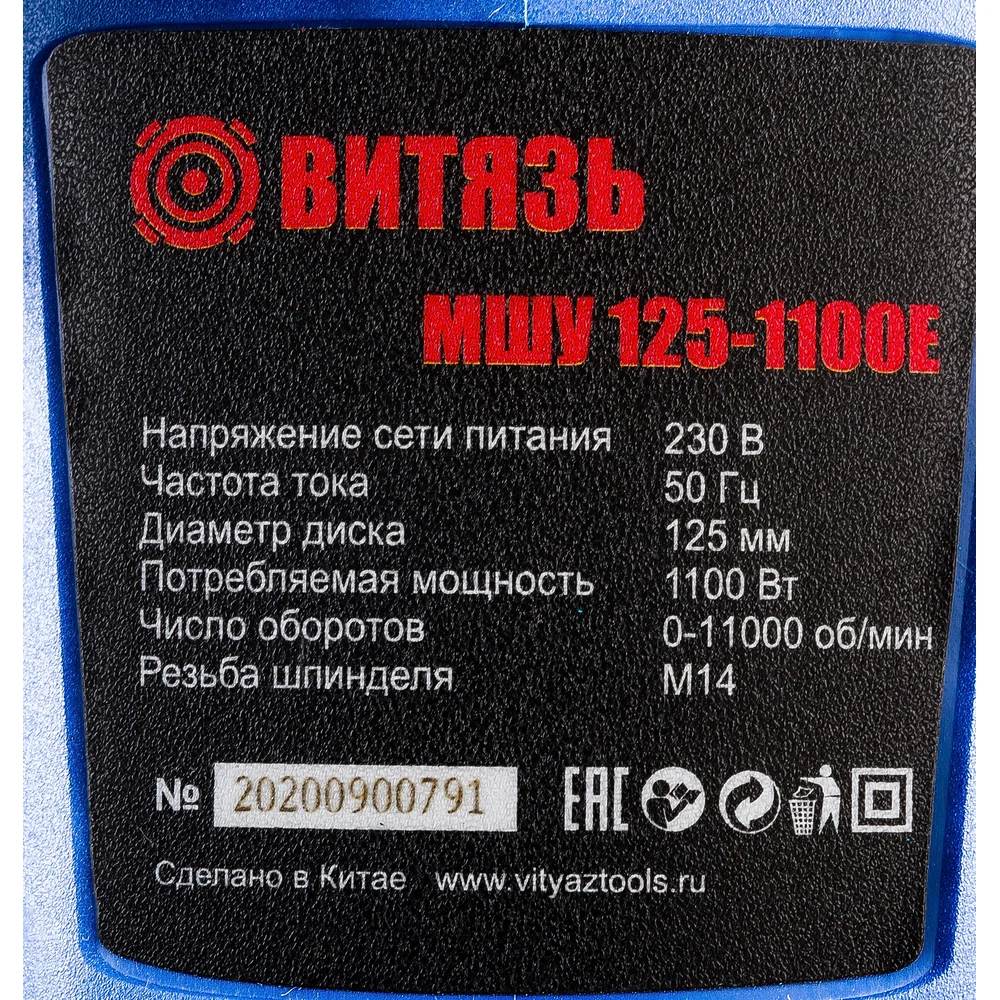 ВИТЯЗЬ
МШУ 125-1100Е
Напряжение сети питания 230 В
Частота тока 50 Гц
Диаметр диска 125 мм
Потребляемая мощность 1100 Вт
Число оборотов 0-11000 об/мин
Резьба шпинделя М14
№ 20200900791 EAC
Сделано в Китае www.vityaztools.ru